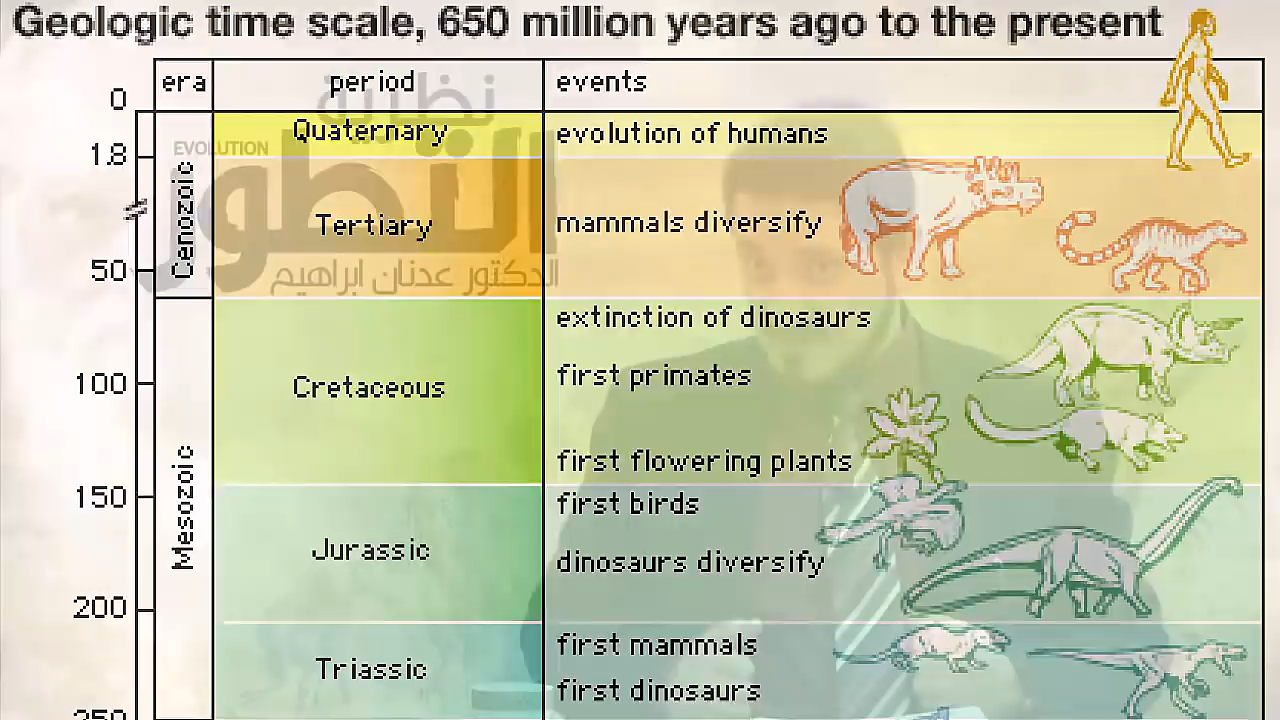 Geologic time scale, 650 million years ago to the present
era period events
0
Quaternary evolution of humans
1.8
Cenozoic
Tertiary mammals diversify
50
extinction of dinosaurs
100
Cretaceous first primates
first flowering plants
150
first birds
Mesozoic
Jurassic dinosaurs diversify
200
first mammals
Triassic
first dinosaurs
250
نظرية
EVOLUTION
التطور
الدكتور عدنان ابراهيم